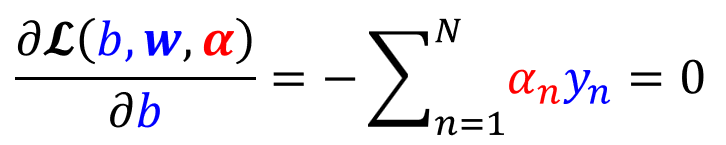 ∂𝓛(b, w, α)/∂b = −∑_{n=1}^{N} α_n y_n = 0